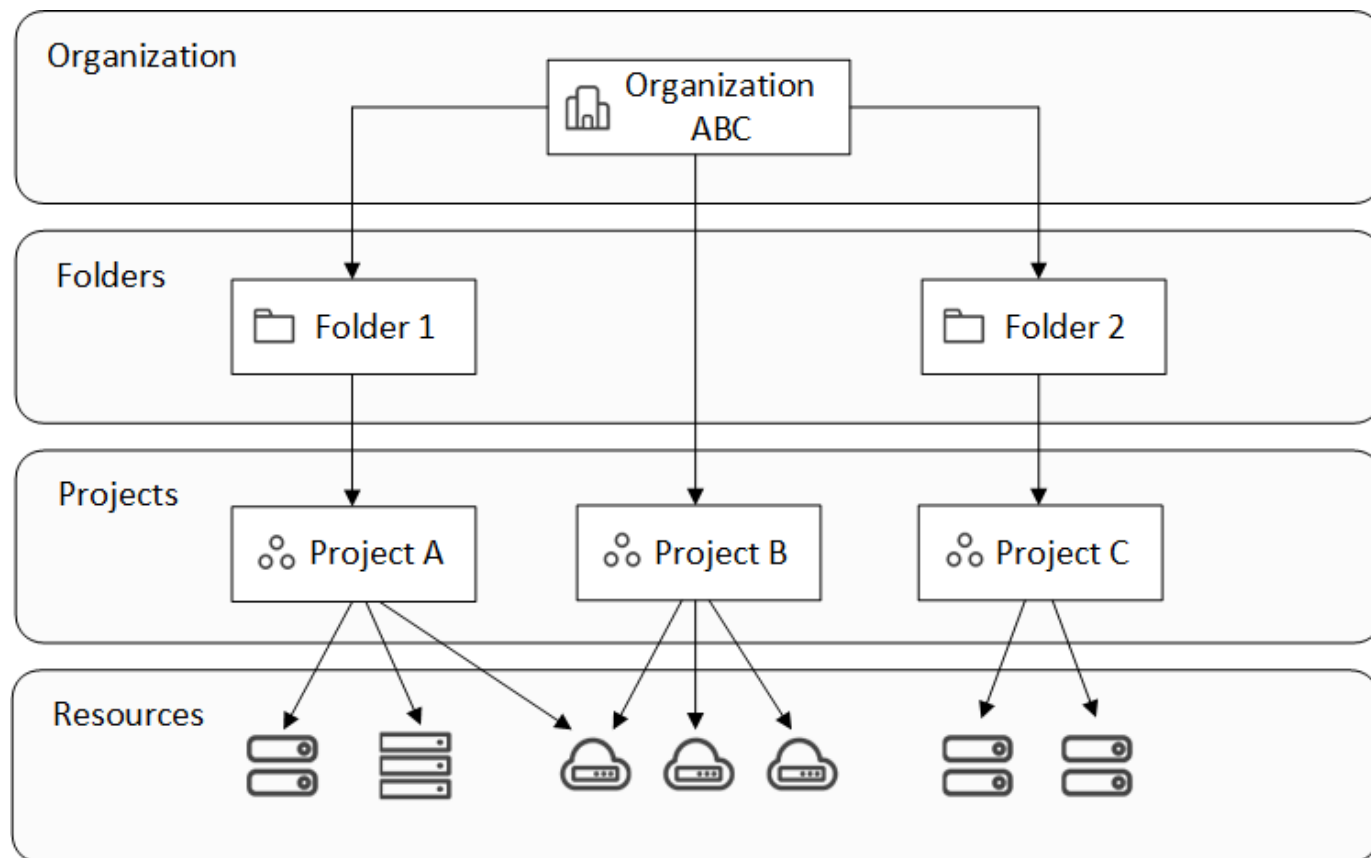 Organization
Organization
ABC
Folders
Folder 1
Folder 2
Projects
Project A
Project B
Project C
Resources